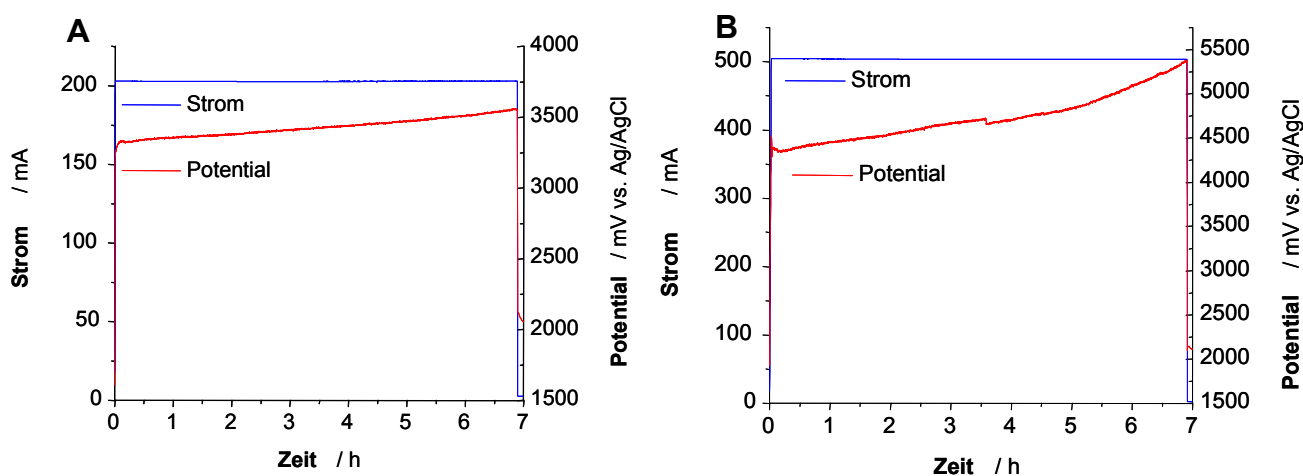 A
Strom / mA
200
150
100
50
0
Strom
Potential
4000
3500
3000
2500
2000
1500
Potential / mV vs. Ag/AgCl
0 1 2 3 4 5 6 7
Zeit / h
B
Strom / mA
500
400
300
200
100
0
Strom
Potential
5500
5000
4500
4000
3500
3000
2500
2000
1500
Potential / mV vs. Ag/AgCl
0 1 2 3 4 5 6 7
Zeit / h